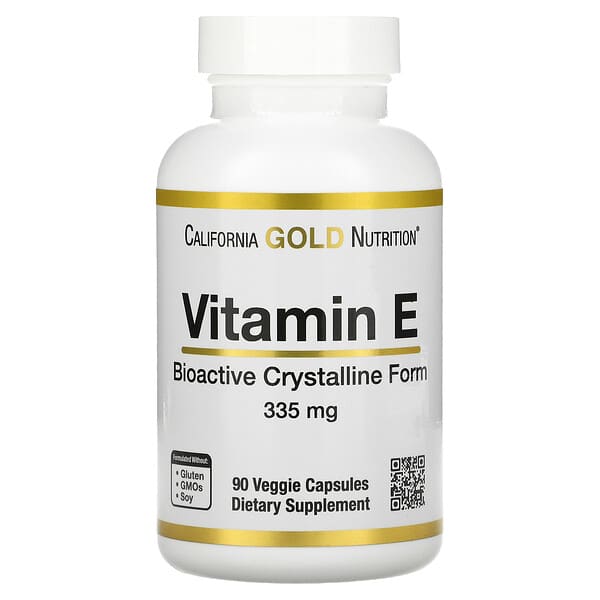 CALIFORNIA GOLD NUTRITION®
Vitamin E
Bioactive Crystalline Form
335 mg
Formulated Without:
• Gluten
• GMOs
• Soy
90 Veggie Capsules
Dietary Supplement